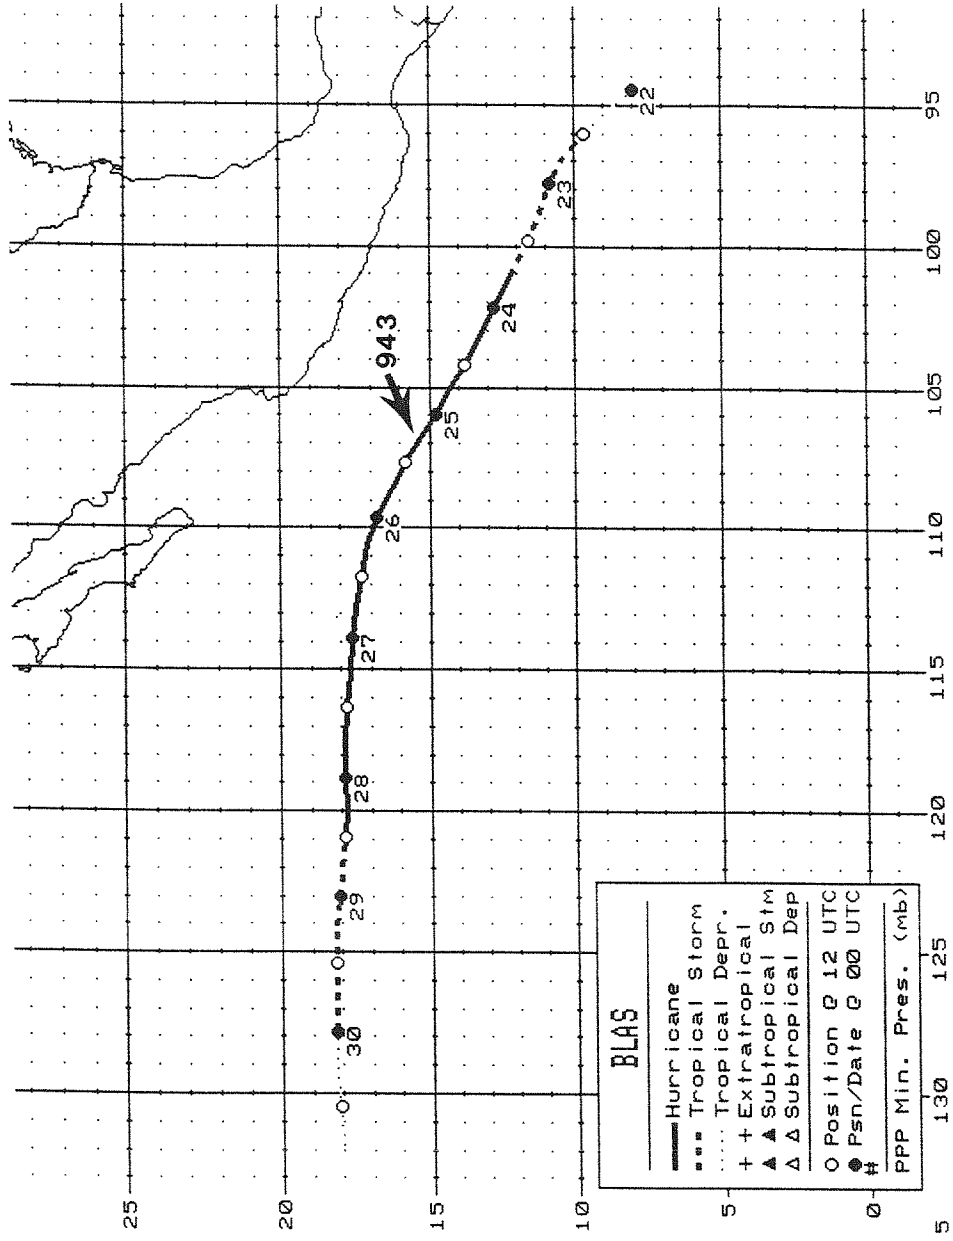 25
20
15
10
5
0
5
95
100
105
110
115
120
125
130
22
23
24
25
26
27
28
29
30
943
BLAS
Hurricane
Tropical Storm
Tropical Depr.
+ + Extratropical
▲ ▲ Subtropical Stm
△ △ Subtropical Dep
○ Position @ 12 UTC
● Psn/Date @ 00 UTC
#
PPP Min. Pres. (mb)